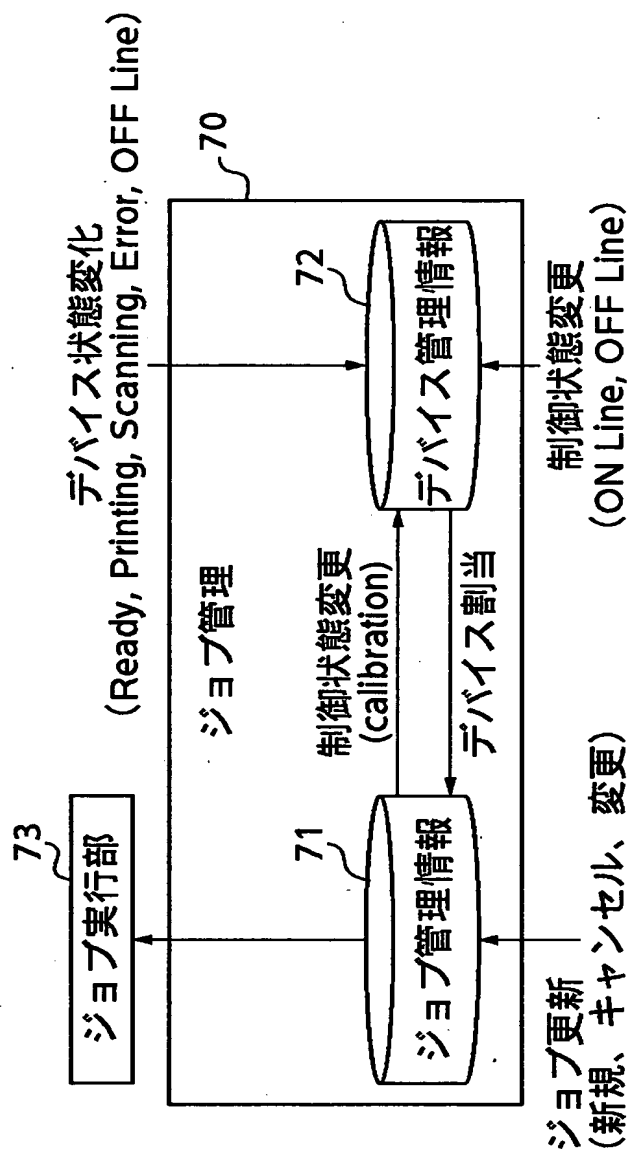 デバイス状態変化
(Ready, Printing, Scanning, Error, OFF Line)
73
ジョブ実行部
70
ジョブ管理
71
ジョブ管理情報
制御状態変更
(calibration)
デバイス割当
72
デバイス管理情報
ジョブ更新
(新規、キャンセル、変更)
制御状態変更
(ON Line, OFF Line)